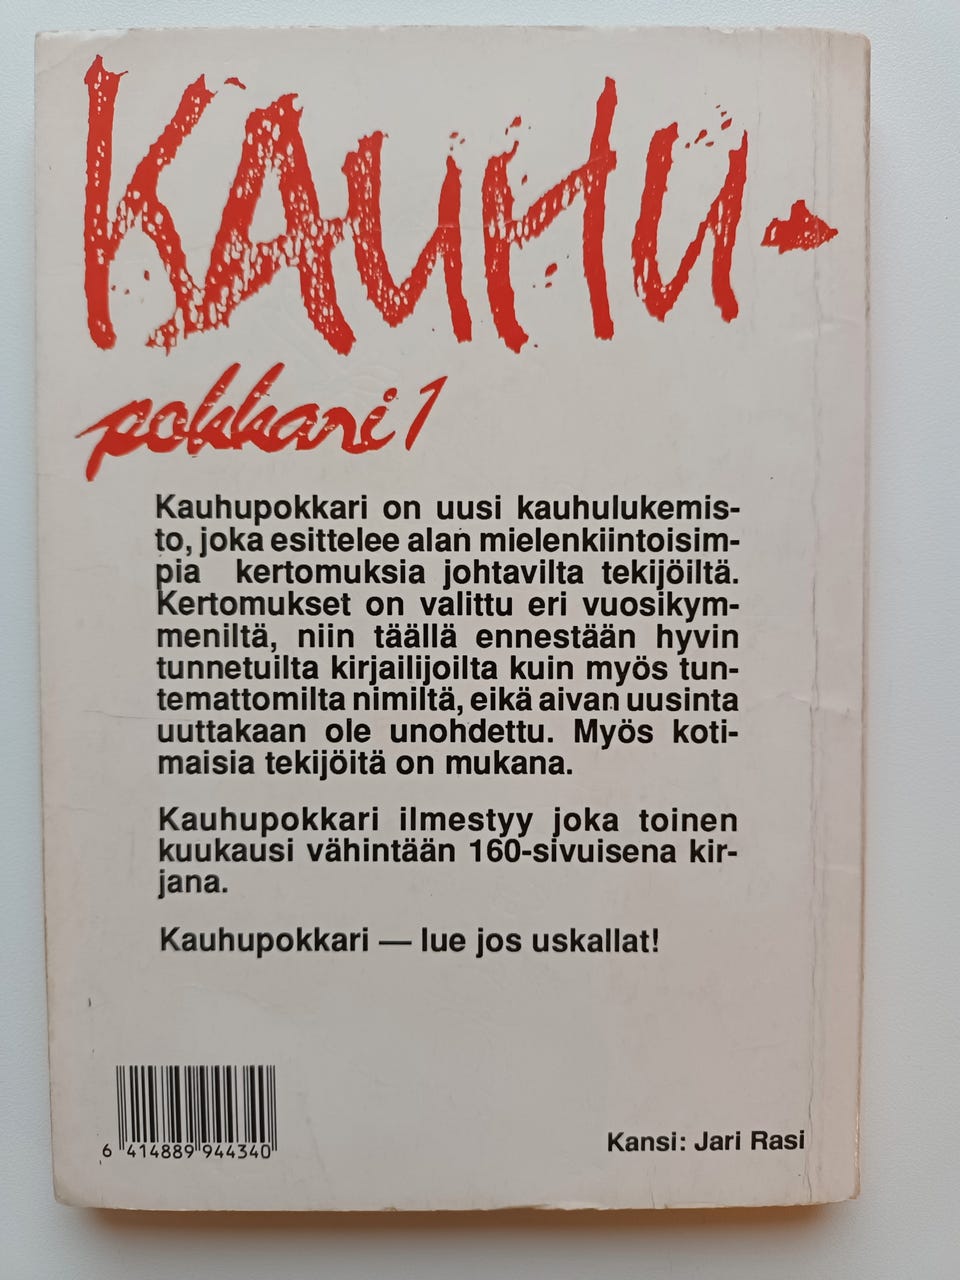 KAUHU-
pokkari 1
Kauhupokkari on uusi kauhulukemis-
to, joka esittelee alan mielenkiintoisim-
pia kertomuksia johtavilta tekijöiltä.
Kertomukset on valittu eri vuosikym-
meniltä, niin täällä ennestään hyvin
tunnetuilta kirjailijoilta kuin myös tun-
temattomilta nimiltä, eikä aivan uusinta
uuttakaan ole unohdettu. Myös koti-
maisia tekijöitä on mukana.
Kauhupokkari ilmestyy joka toinen
kuukausi vähintään 160-sivuisena kir-
jana.
Kauhupokkari — lue jos uskallat!
6 414889 944340
Kansi: Jari Rasi